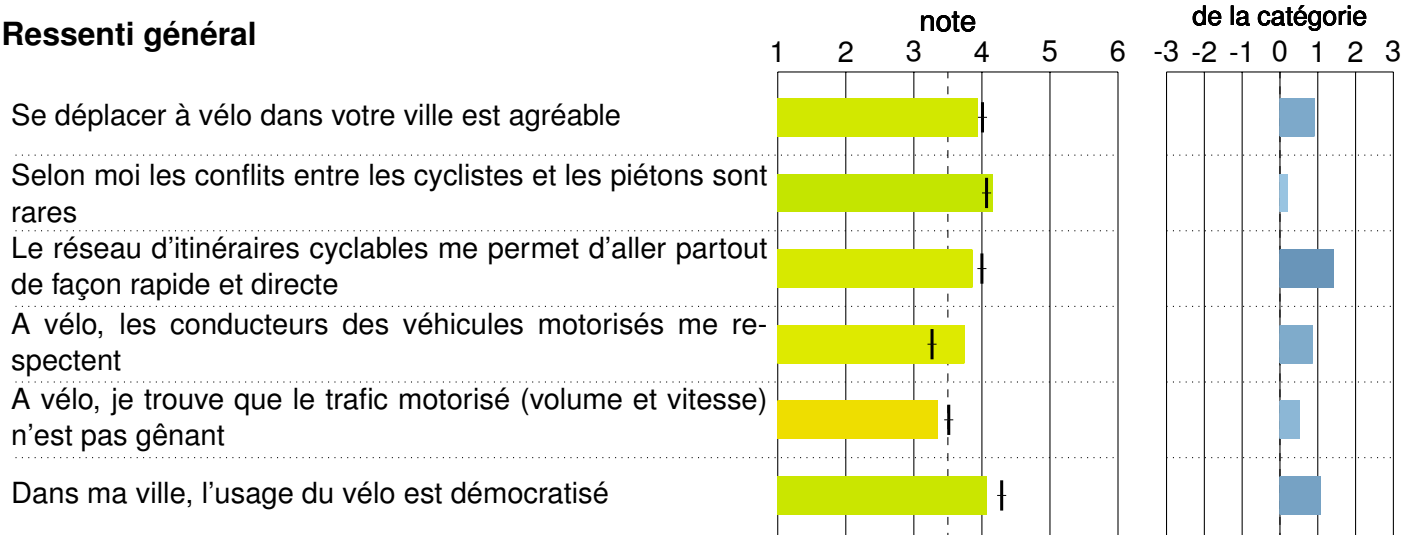 Ressenti général
note
de la catégorie
1 2 3 4 5 6
-3 -2 -1 0 1 2 3
Se déplacer à vélo dans votre ville est agréable
Selon moi les conflits entre les cyclistes et les piétons sont
rares
Le réseau d'itinéraires cyclables me permet d'aller partout
de façon rapide et directe
A vélo, les conducteurs des véhicules motorisés me re-
spectent
A vélo, je trouve que le trafic motorisé (volume et vitesse)
n'est pas gênant
Dans ma ville, l'usage du vélo est démocratisé